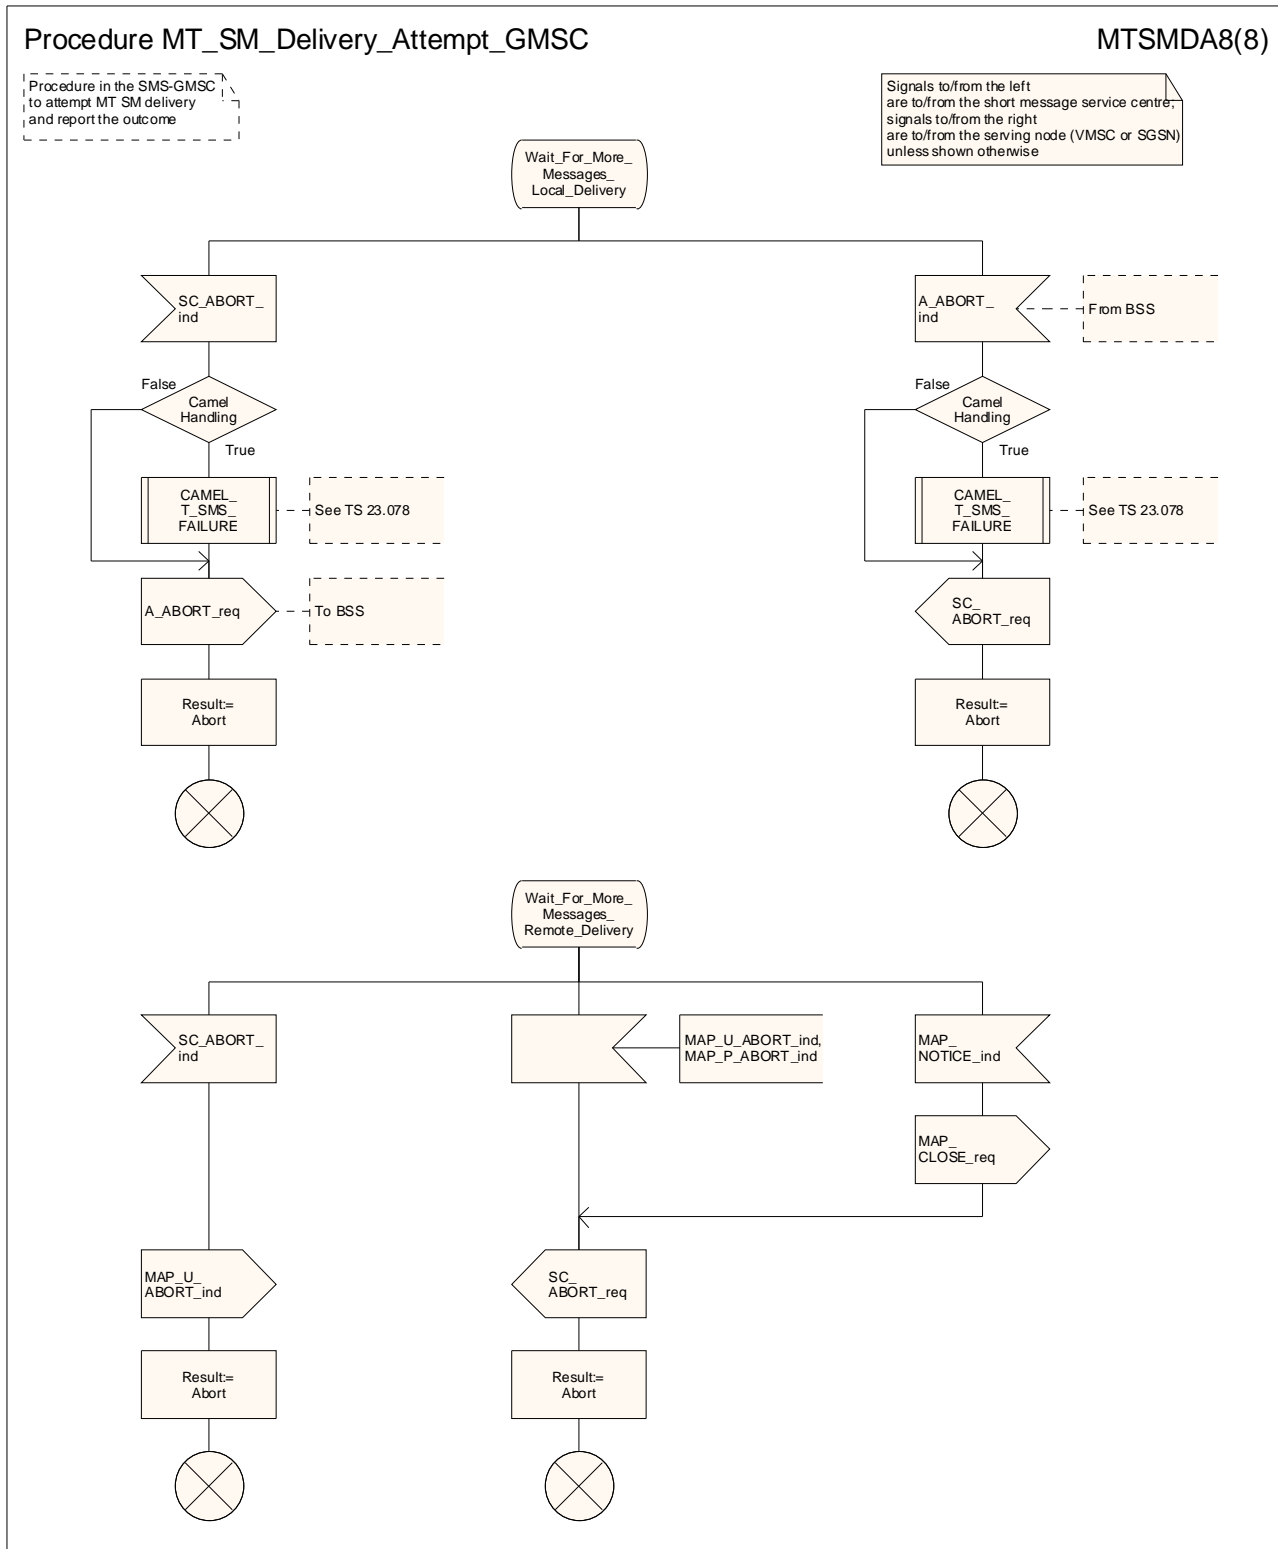 Procedure MT_SM_Delivery_Attempt_GMSC
MTSMDA8(8)
Procedure in the SMS-GMSC
to attempt MT SM delivery
and report the outcome
Signals to/from the left
are to/from the short message service centre;
signals to/from the right
are to/from the serving node (VMSC or SGSN)
unless shown otherwise
Wait_For_More_
Messages_
Local_Delivery
SC_ABORT_
ind
A_ABORT_
ind
From BSS
False
Camel
Handling
True
False
Camel
Handling
True
CAMEL_
T_SMS_
FAILURE
See TS 23.078
CAMEL_
T_SMS_
FAILURE
See TS 23.078
A_ABORT_req
To BSS
SC_
ABORT_req
Result:=
Abort
Result:=
Abort
Wait_For_More_
Messages_
Remote_Delivery
SC_ABORT_
ind
MAP_U_ABORT_ind,
MAP_P_ABORT_ind
MAP_
NOTICE_ind
MAP_
CLOSE_req
MAP_U_
ABORT_ind
SC_
ABORT_req
Result:=
Abort
Result:=
Abort